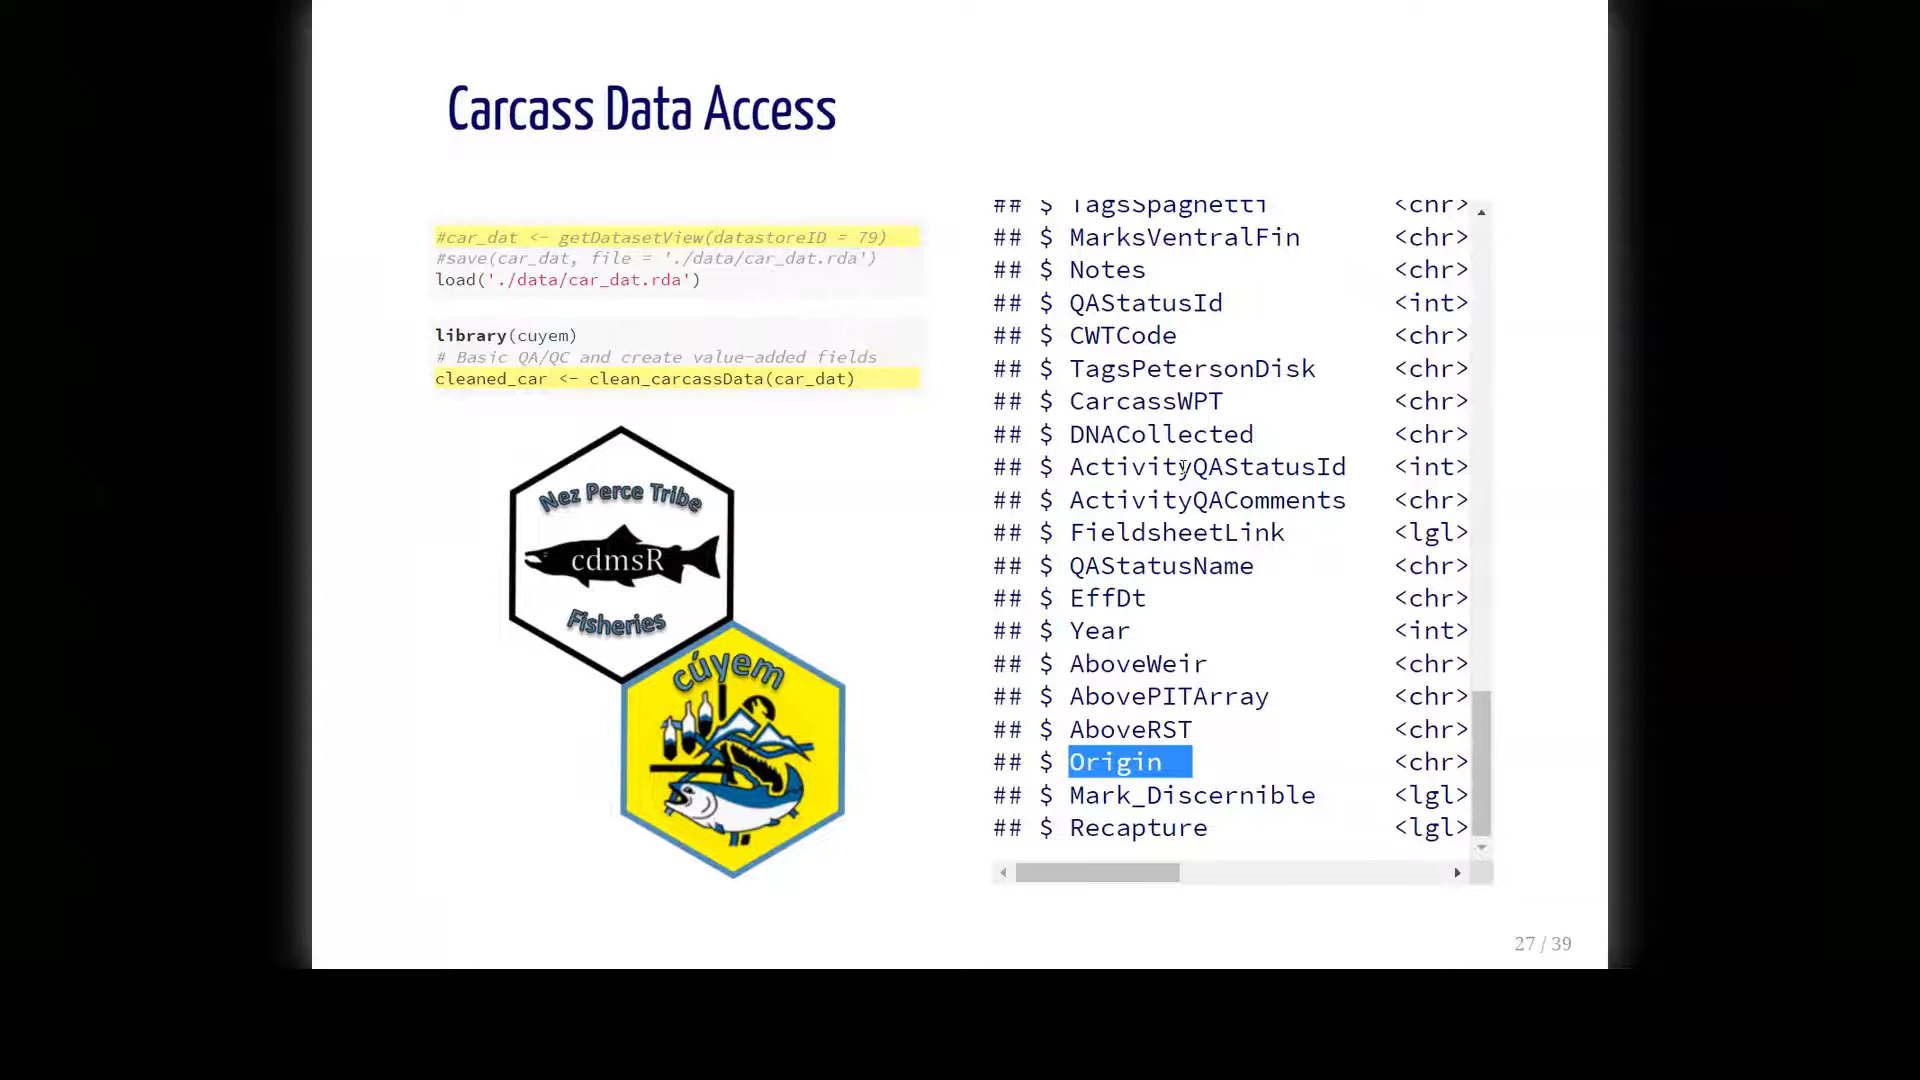 Carcass Data Access
#car_dat <- getDatasetView(datastoreID = 79)
#save(car_dat, file = './data/car_dat.rda')
load('./data/car_dat.rda')
library(cuyem)
# Basic QA/QC and create value-added fields
cleaned_car <- clean_carcassData(car_dat)
Nez Perce Tribe
cdmsR
Fisheries
cúyem
## $ TagsSpaghetti <chr>
## $ MarksVentralFin <chr>
## $ Notes <chr>
## $ QAStatusId <int>
## $ CWTCode <chr>
## $ TagsPetersonDisk <chr>
## $ CarcassWPT <chr>
## $ DNACollected <chr>
## $ ActivityQAStatusId <int>
## $ ActivityQAComments <chr>
## $ FieldsheetLink <lgl>
## $ QAStatusName <chr>
## $ EffDt <chr>
## $ Year <int>
## $ AboveWeir <chr>
## $ AbovePITArray <chr>
## $ AboveRST <chr>
## $ Origin <chr>
## $ Mark_Discernible <lgl>
## $ Recapture <lgl>
27 / 39